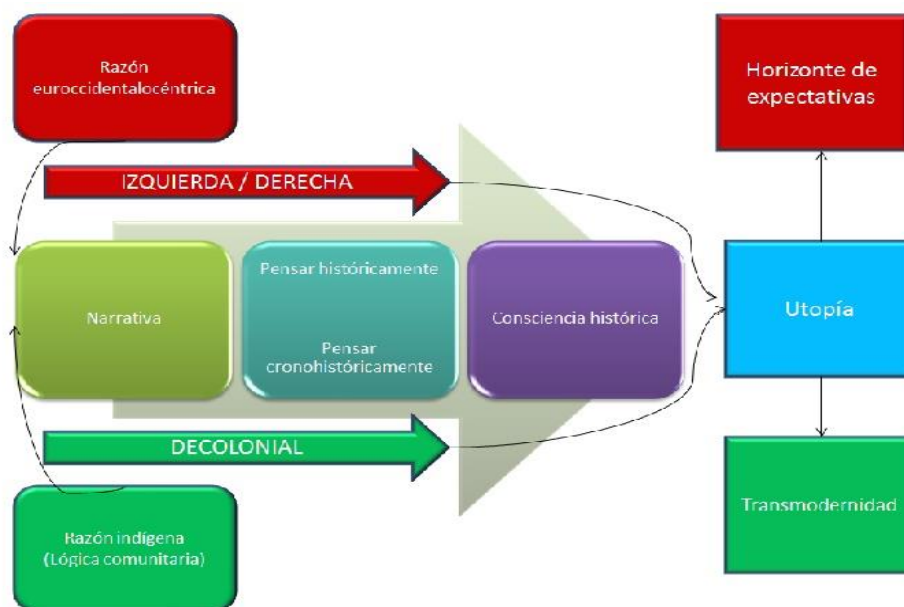 Razón
euroccidentalocéntrica
Horizonte de
expectativas
IZQUIERDA / DERECHA
Narrativa
Pensar históricamente
Pensar
cronohistóricamente
Consciencia histórica
Utopía
DECOLONIAL
Razón indígena
(Lógica comunitaria)
Transmodernidad